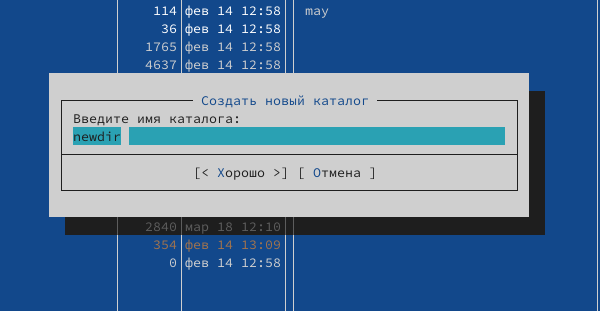 114 фев 14 12:58 may
36 фев 14 12:58
1765 фев 14 12:58
4637 фев 14 12:58
Создать новый каталог
Введите имя каталога:
newdir
[< Хорошо >] [ Отмена ]
2840 мар 18 12:10
354 фев 14 13:09
0 фев 14 12:58